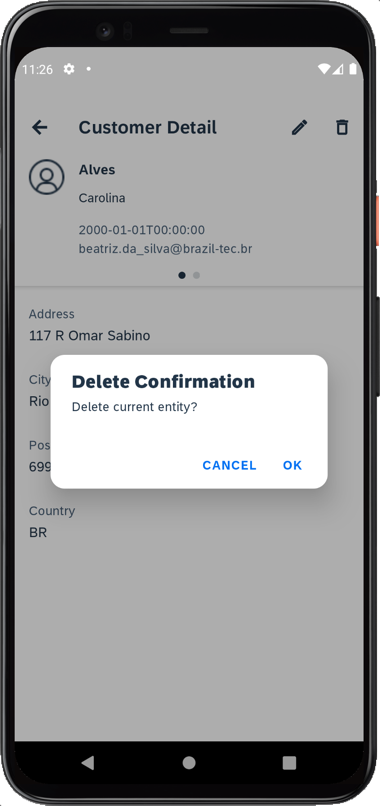 11:26
Customer Detail
Alves
Carolina
2000-01-01T00:00:00
beatriz.da_silva@brazil-tec.br
Address
117 R Omar Sabino
City
Rio
Delete Confirmation
Delete current entity?
CANCEL OK
Pos
699
Country
BR